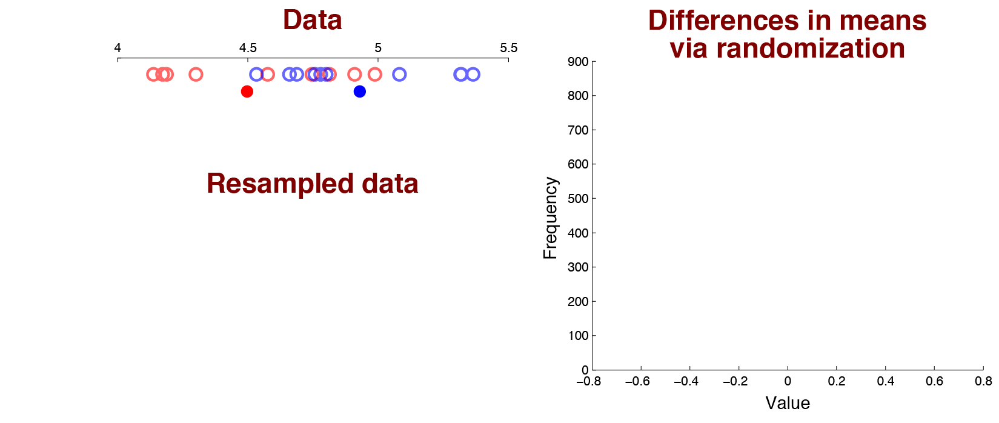 Data
4 4.5 5 5.5
Resampled data
Differences in means
via randomization
900
800
700
600
500
400
300
200
100
0
Frequency
−0.8 −0.6 −0.4 −0.2 0 0.2 0.4 0.6 0.8
Value